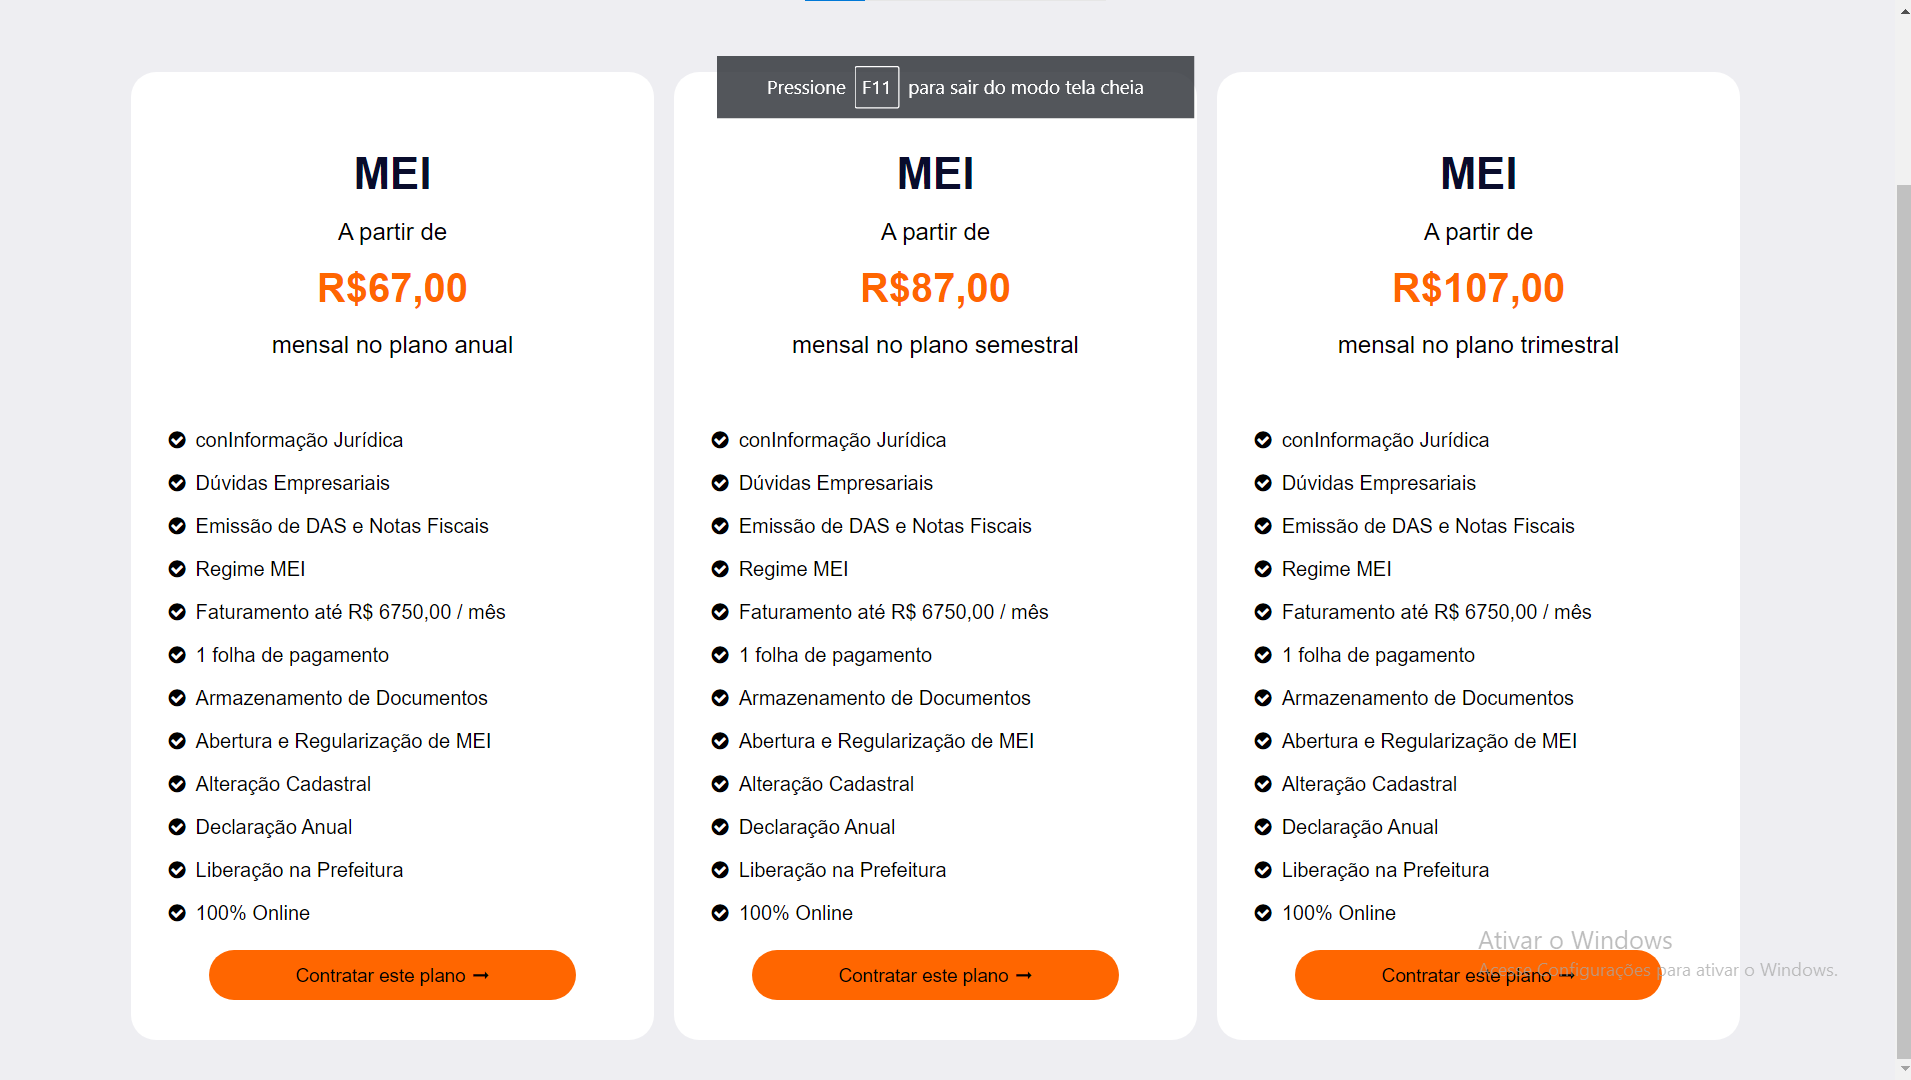 Pressione F11 para sair do modo tela cheia
MEI
A partir de
R$67,00
mensal no plano anual
conInformação Jurídica
Dúvidas Empresariais
Emissão de DAS e Notas Fiscais
Regime MEI
Faturamento até R$ 6750,00 / mês
1 folha de pagamento
Armazenamento de Documentos
Abertura e Regularização de MEI
Alteração Cadastral
Declaração Anual
Liberação na Prefeitura
100% Online
Contratar este plano →
MEI
A partir de
R$87,00
mensal no plano semestral
conInformação Jurídica
Dúvidas Empresariais
Emissão de DAS e Notas Fiscais
Regime MEI
Faturamento até R$ 6750,00 / mês
1 folha de pagamento
Armazenamento de Documentos
Abertura e Regularização de MEI
Alteração Cadastral
Declaração Anual
Liberação na Prefeitura
100% Online
Contratar este plano →
MEI
A partir de
R$107,00
mensal no plano trimestral
conInformação Jurídica
Dúvidas Empresariais
Emissão de DAS e Notas Fiscais
Regime MEI
Faturamento até R$ 6750,00 / mês
1 folha de pagamento
Armazenamento de Documentos
Abertura e Regularização de MEI
Alteração Cadastral
Declaração Anual
Liberação na Prefeitura
100% Online
Contratar este plano →
Ativar o Windows
Acesse Configurações para ativar o Windows.